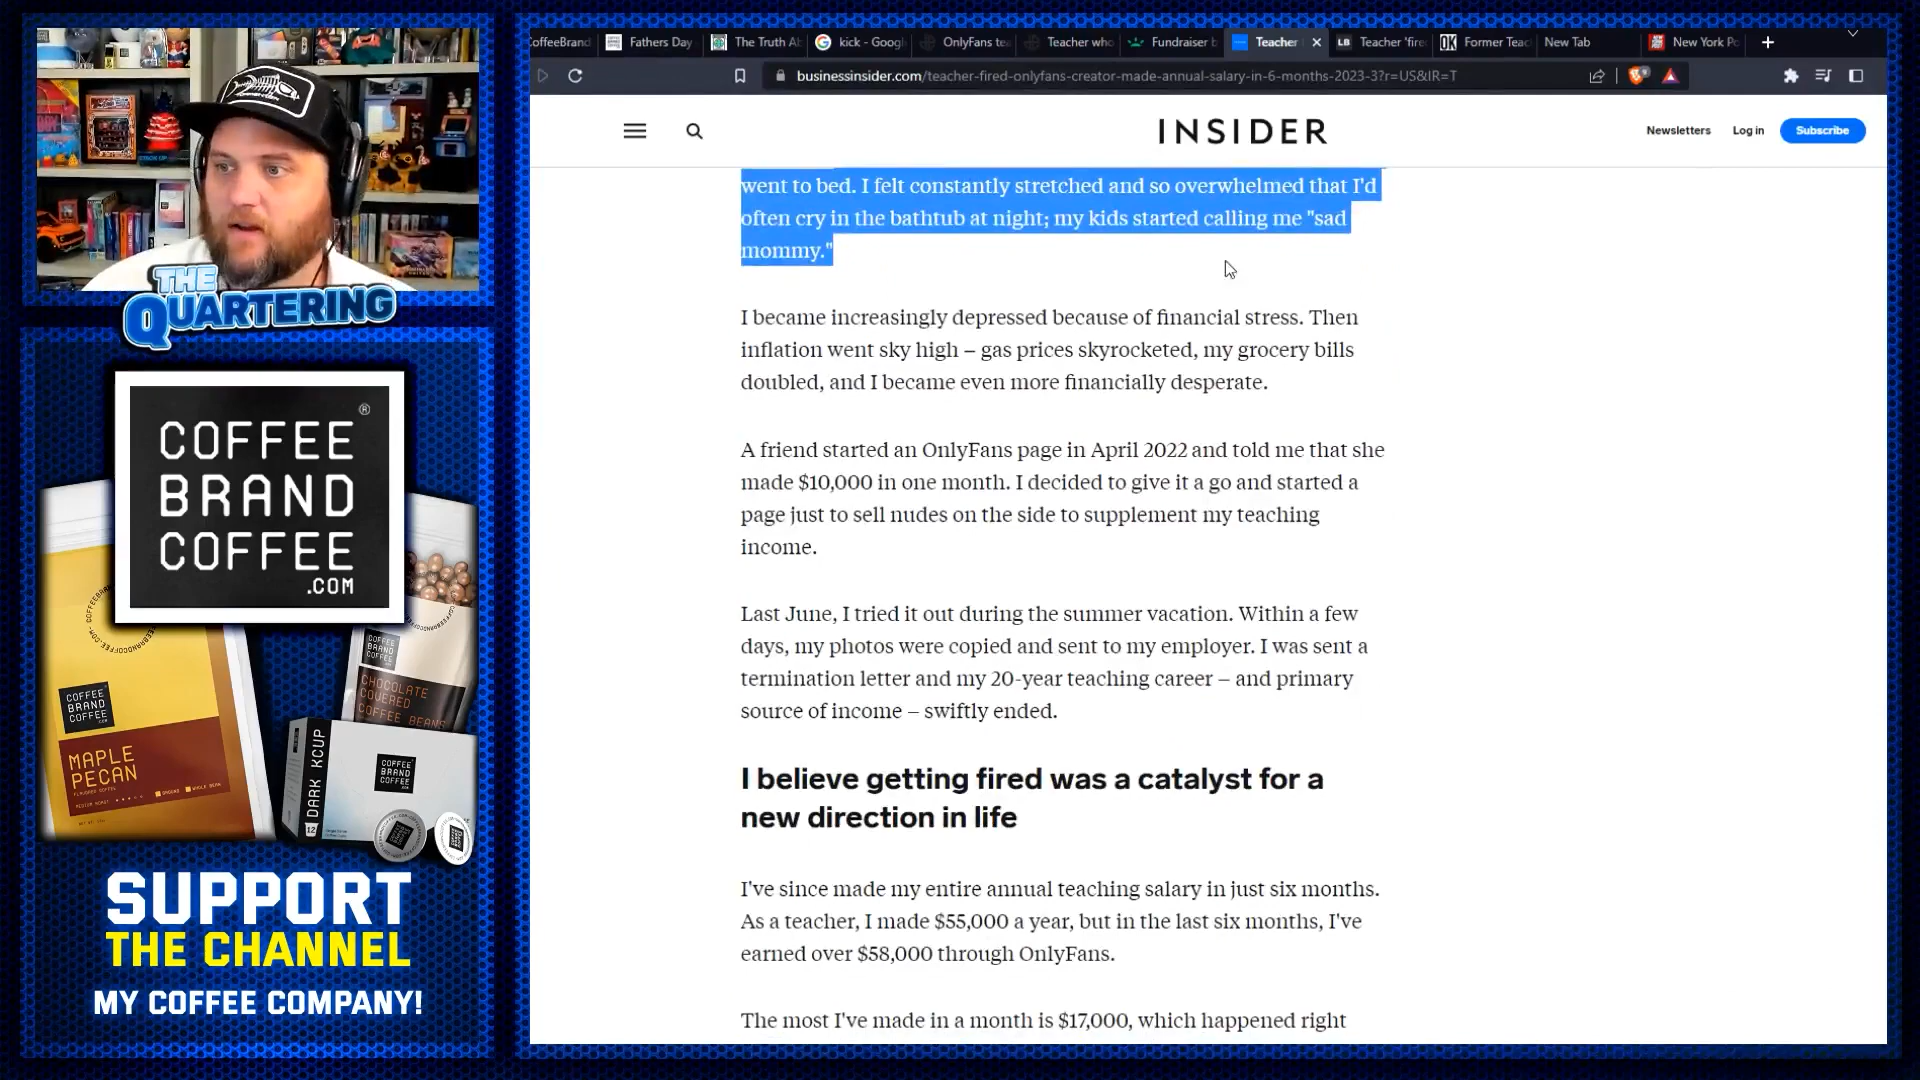 CoffeeBrand
Fathers Day
The Truth Ab
kick - Googl
OnlyFans te
Teacher who
Fundraiser b
Teacher
LB
Teacher 'fire
OK
Former Teac
New Tab
New York Po
businessinsider.com/teacher-fired-onlyfans-creator-made-annual-salary-in-6-months-2023-3?r=US&IR=T
INSIDER
Newsletters
Log in
Subscribe
went to bed. I felt constantly stretched and so overwhelmed that I'd
often cry in the bathtub at night; my kids started calling me "sad
mommy."
I became increasingly depressed because of financial stress. Then
inflation went sky high – gas prices skyrocketed, my grocery bills
doubled, and I became even more financially desperate.
A friend started an OnlyFans page in April 2022 and told me that she
made $10,000 in one month. I decided to give it a go and started a
page just to sell nudes on the side to supplement my teaching
income.
Last June, I tried it out during the summer vacation. Within a few
days, my photos were copied and sent to my employer. I was sent a
termination letter and my 20-year teaching career – and primary
source of income – swiftly ended.
I believe getting fired was a catalyst for a
new direction in life
I've since made my entire annual teaching salary in just six months.
As a teacher, I made $55,000 a year, but in the last six months, I've
earned over $58,000 through OnlyFans.
The most I've made in a month is $17,000, which happened right
THE
QUARTERING
COFFEE
BRAND
COFFEE
.COM
®
COFFEE
BRAND
COFFEE
CHOCOLATE
COVERED
COFFEE BEANS
COFFEE
BRAND
COFFEE
MAPLE
PECAN
DARK KCUP
12
COFFEE
BRAND
COFFEE
SUPPORT
THE CHANNEL
MY COFFEE COMPANY!